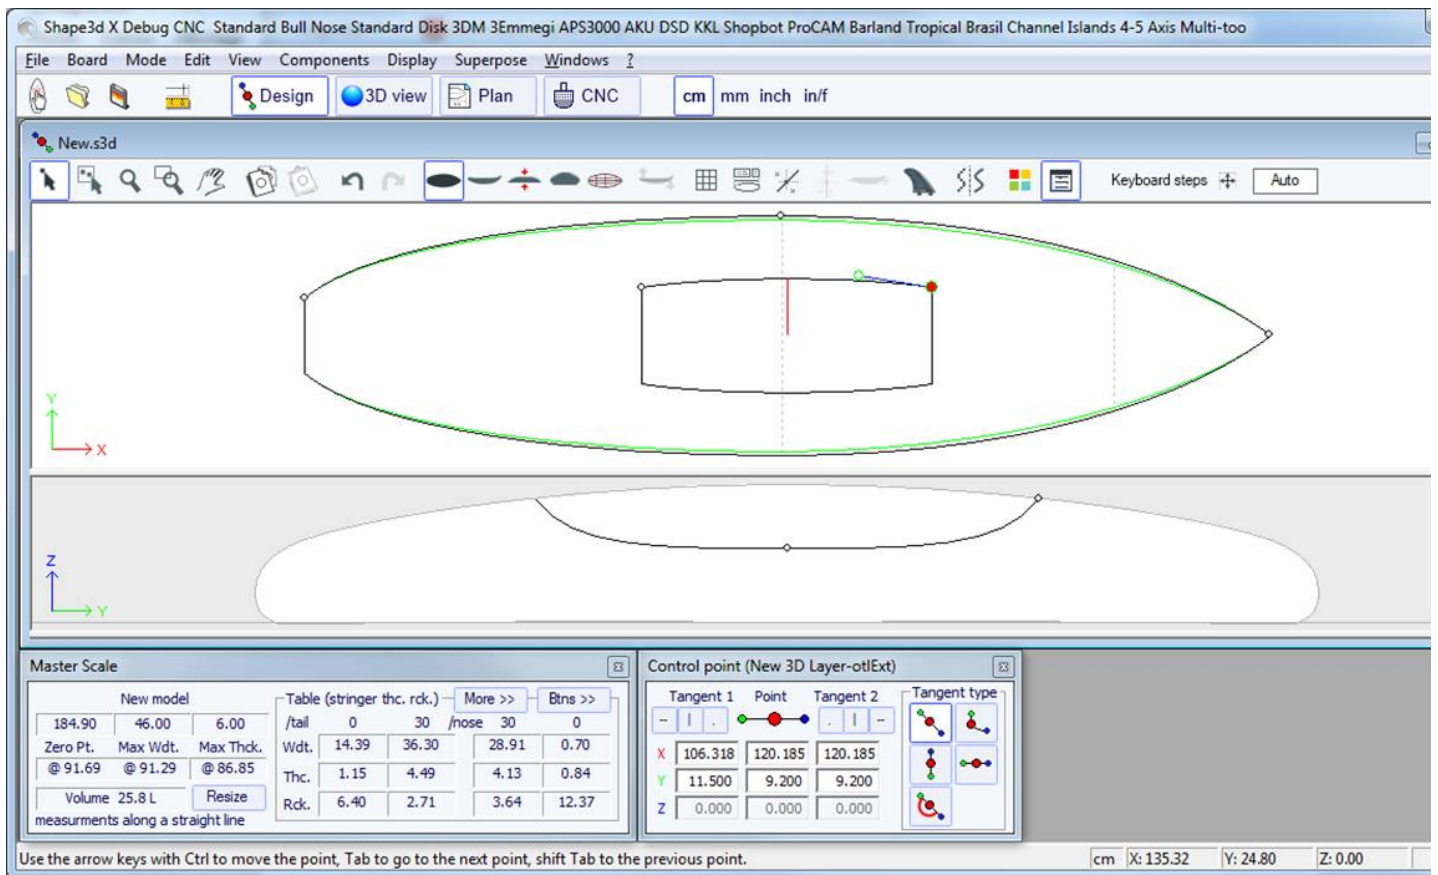 Shape3d X Debug CNC  Standard Bull Nose Standard Disk 3DM 3Emmegi APS3000 AKU DSD KKL Shopbot ProCAM Barland Tropical Brasil Channel Islands 4-5 Axis Multi-too
File Board Mode Edit View Components Display Superpose Windows ?
Design 3D view Plan CNC cm mm inch in/f
New.s3d
Keyboard steps Auto
Y
X
Z
Y
Master Scale
New model
184.90 46.00 6.00
Zero Pt. Max Wdt. Max Thck.
@ 91.69 @ 91.29 @ 86.85
Volume 25.8 L Resize
measurments along a straight line
Table (stringer thc. rck.) More >> Btns >>
/tail 0 30 /nose 30 0
Wdt. 14.39 36.30 28.91 0.70
Thc. 1.15 4.49 4.13 0.84
Rck. 6.40 2.71 3.64 12.37
Control point (New 3D Layer-otlExt)
Tangent 1 Point Tangent 2 Tangent type
-- | . . | --
X 106.318 120.185 120.185
Y 11.500 9.200 9.200
Z 0.000 0.000 0.000
Use the arrow keys with Ctrl to move the point, Tab to go to the next point, shift Tab to the previous point.
cm X: 135.32 Y: 24.80 Z: 0.00